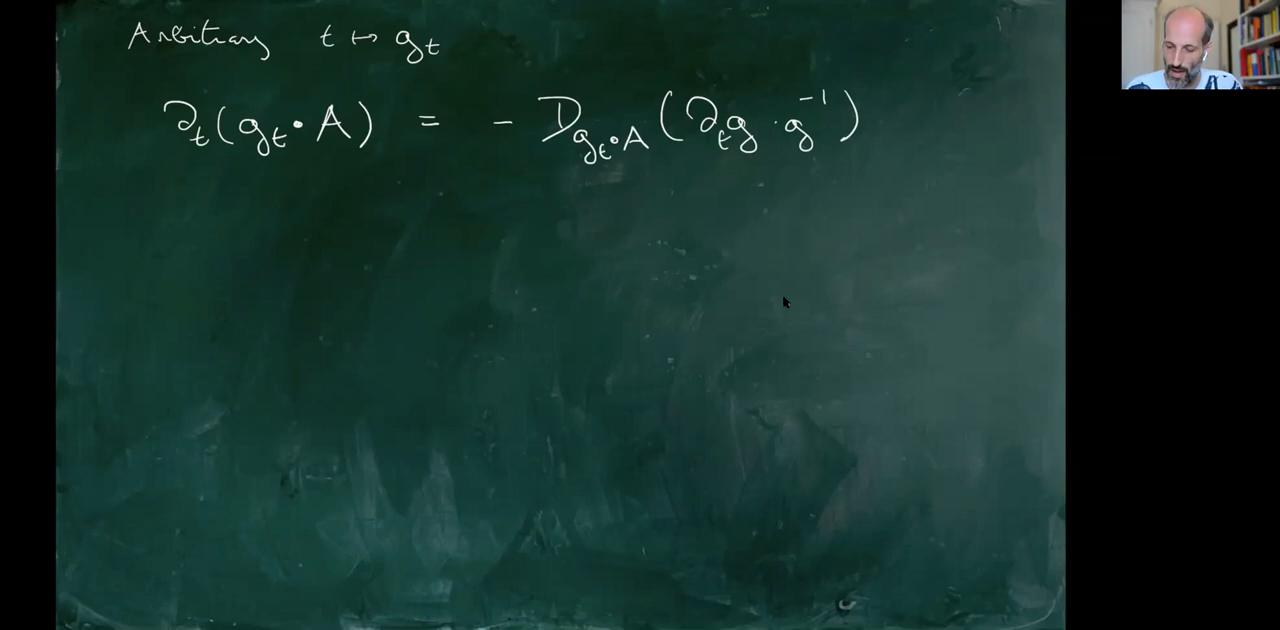 Arbitrary t ↦ g_t
∂_t(g_t • A) = - D_{g_t • A}(∂_t g · g^{-1})